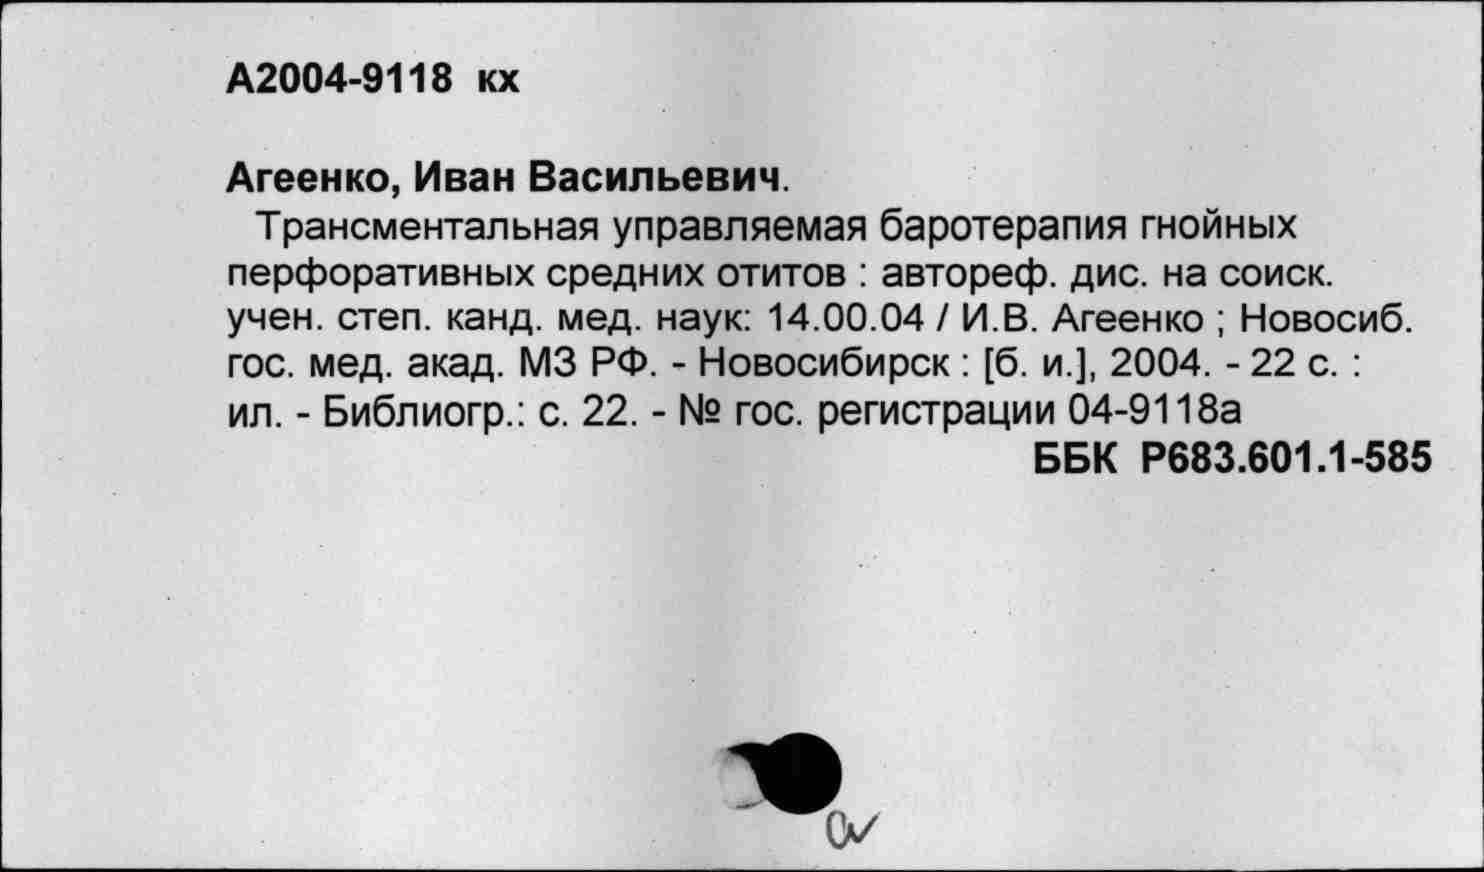 А2004-9118 кх
Агеенко, Иван Васильевич.
Трансментальная управляемая баротерапия гнойных
перфоративных средних отитов : автореф. дис. на соиск.
учен. степ. канд. мед. наук: 14.00.04 / И.В. Агеенко ; Новосиб.
гос. мед. акад. МЗ РФ. - Новосибирск : [б. и.], 2004. - 22 с. :
ил. - Библиогр.: с. 22. - № гос. регистрации 04-9118а
ББК Р683.601.1-585